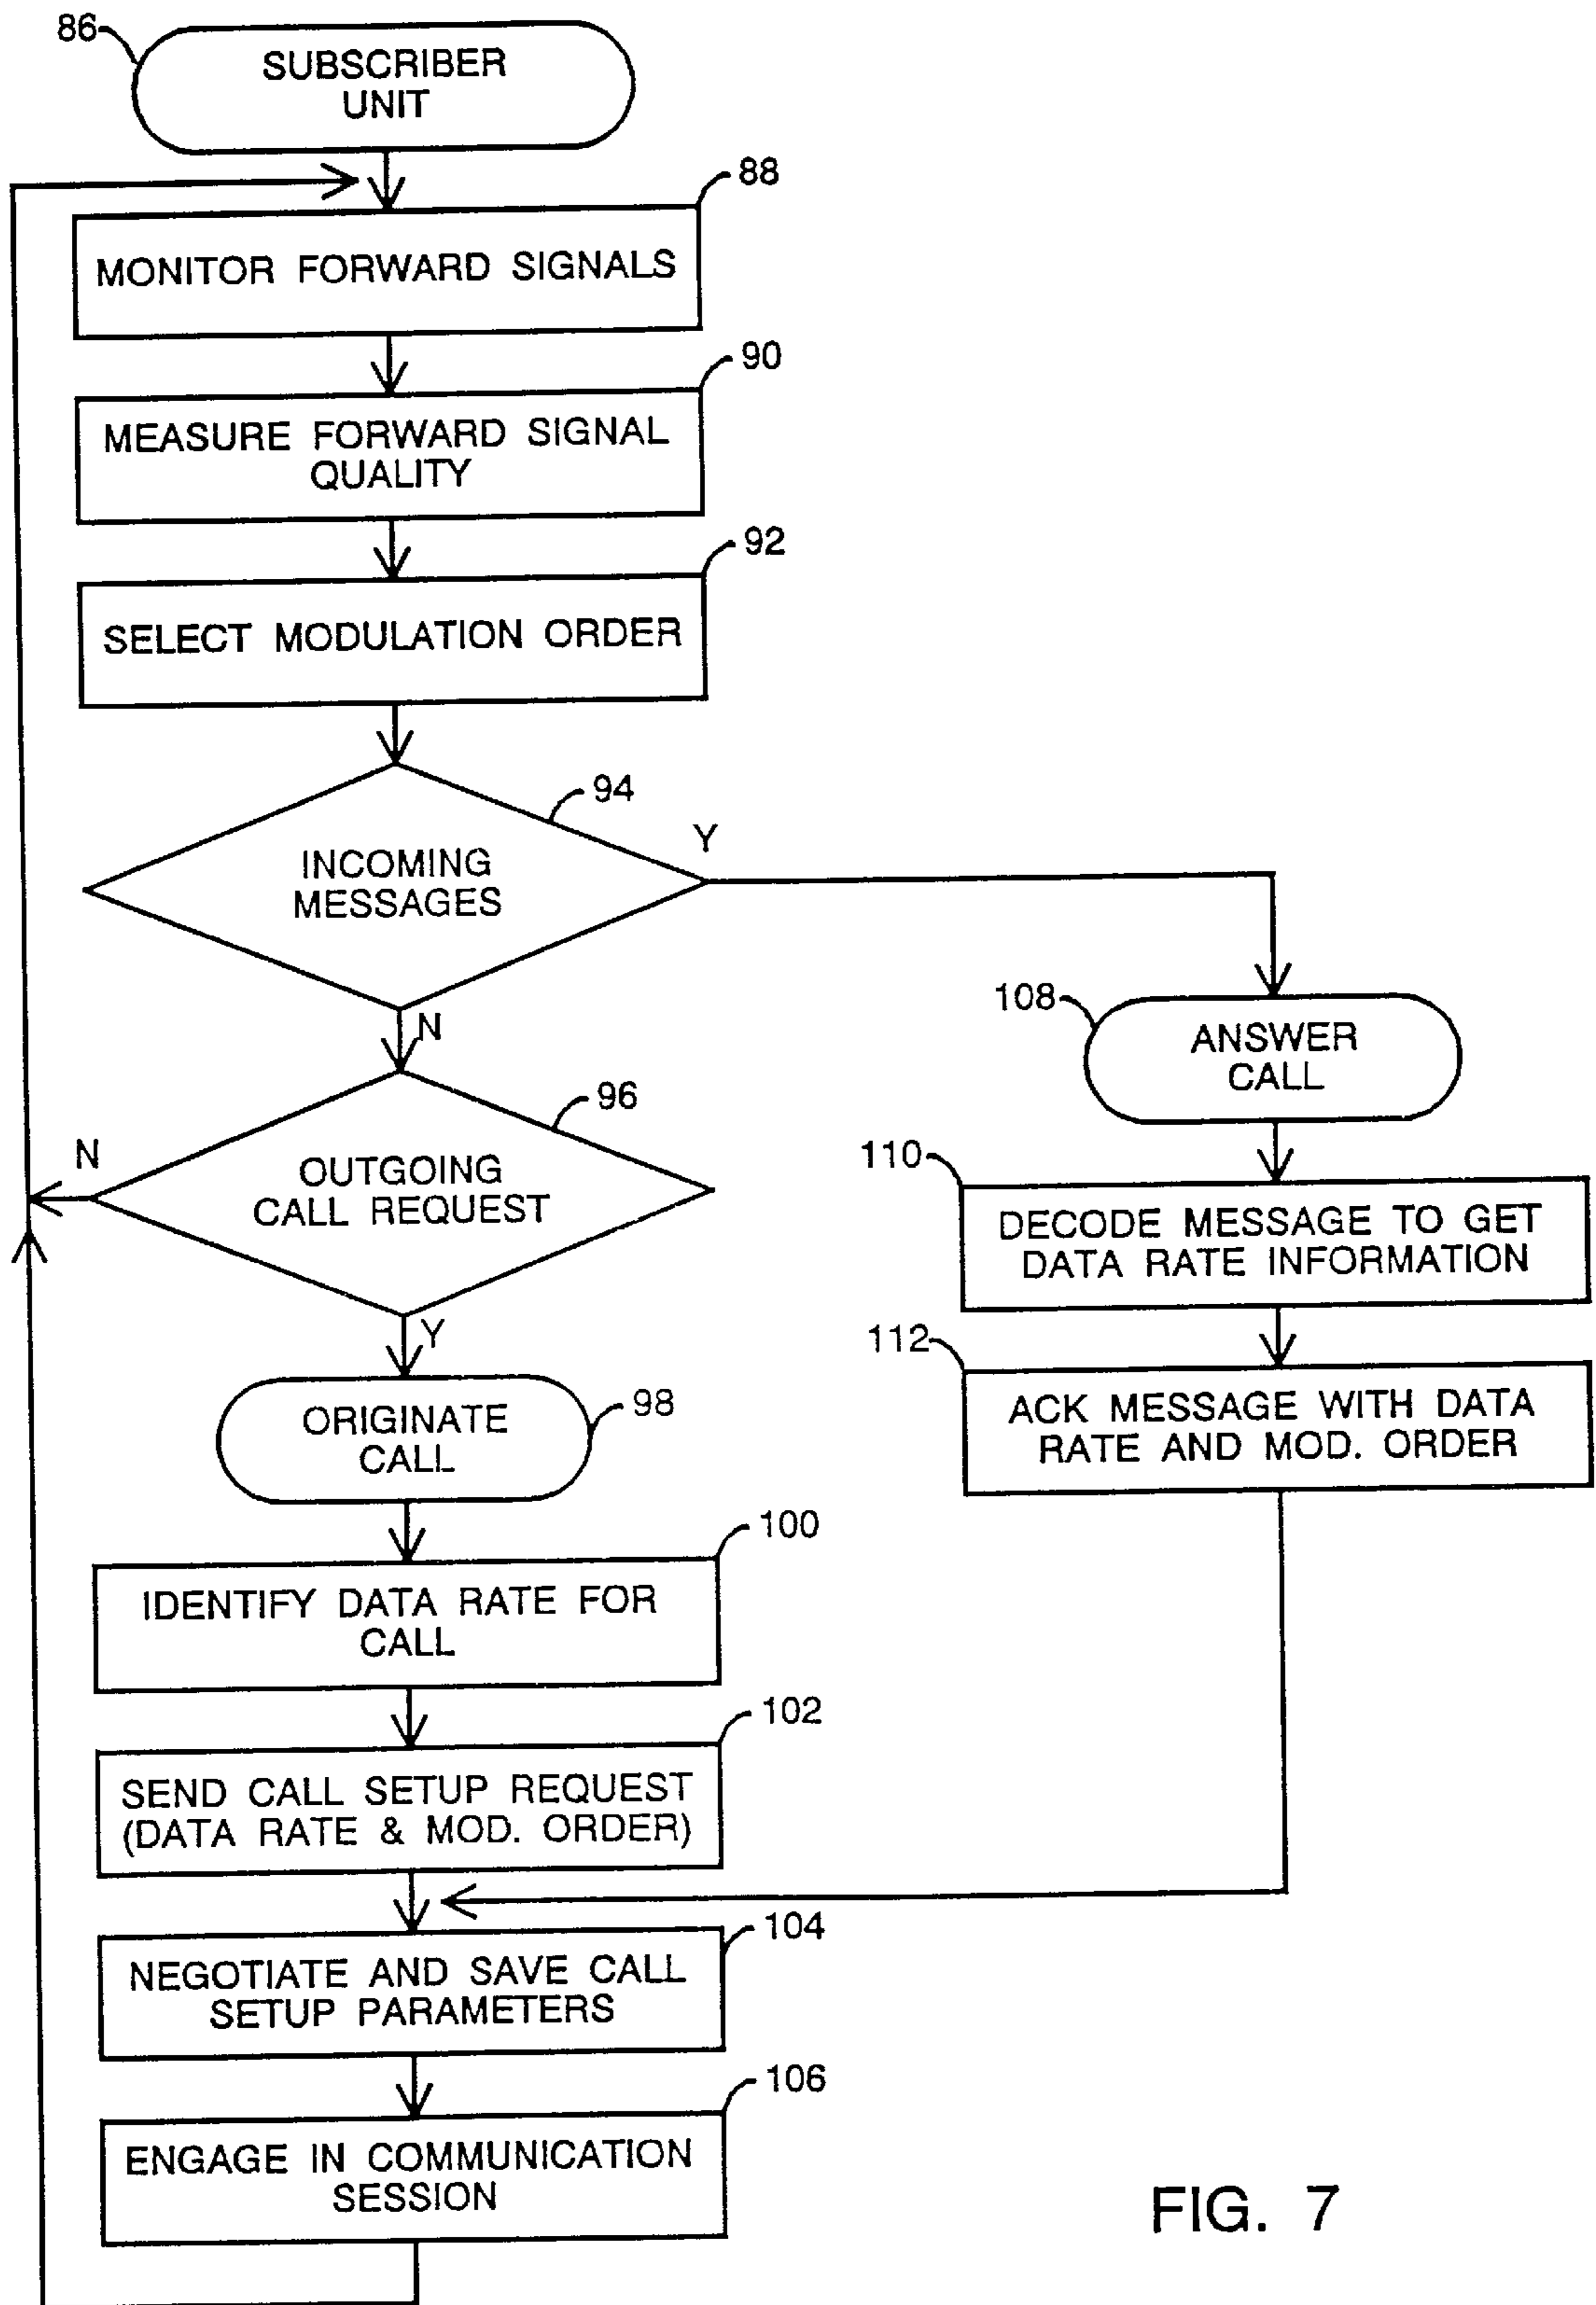 86
SUBSCRIBER
UNIT
88
MONITOR FORWARD SIGNALS
90
MEASURE FORWARD SIGNAL
QUALITY
92
SELECT MODULATION ORDER
94
INCOMING
MESSAGES
Y
N
96
OUTGOING
CALL REQUEST
N
Y
98
ORIGINATE
CALL
100
IDENTIFY DATA RATE FOR
CALL
102
SEND CALL SETUP REQUEST
(DATA RATE & MOD. ORDER)
104
NEGOTIATE AND SAVE CALL
SETUP PARAMETERS
106
ENGAGE IN COMMUNICATION
SESSION
108
ANSWER
CALL
110
DECODE MESSAGE TO GET
DATA RATE INFORMATION
112
ACK MESSAGE WITH DATA
RATE AND MOD. ORDER
FIG. 7